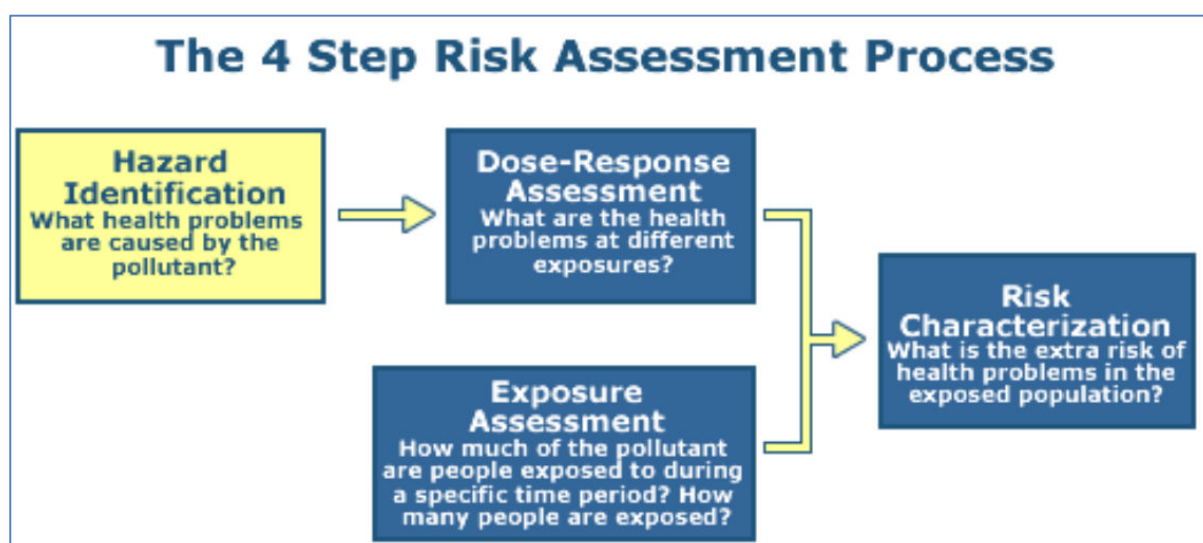 The 4 Step Risk Assessment Process
Hazard
Identification
What health problems
are caused by the
pollutant?
Dose-Response
Assessment
What are the health
problems at different
exposures?
Exposure
Assessment
How much of the pollutant
are people exposed to during
a specific time period? How
many people are exposed?
Risk
Characterization
What is the extra risk of
health problems in the
exposed population?